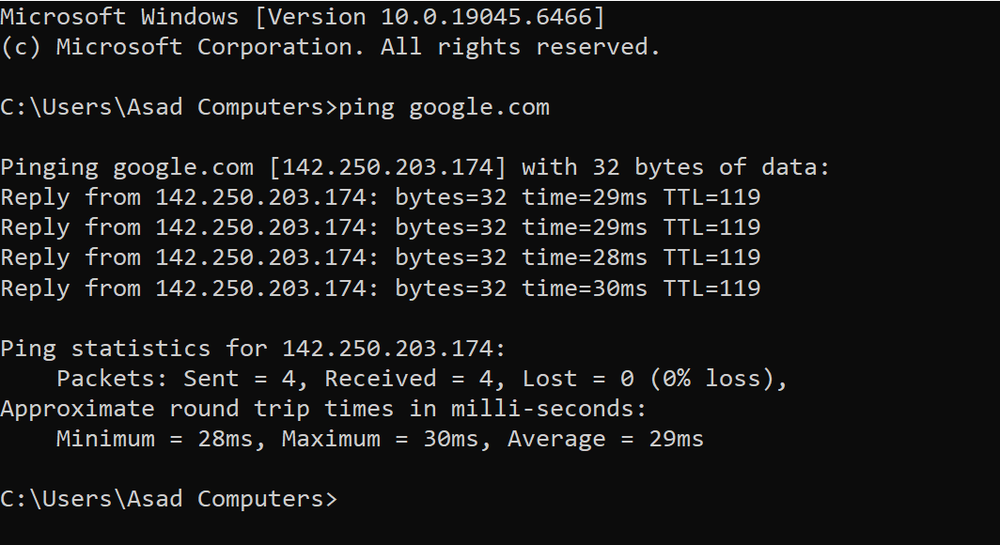 Microsoft Windows [Version 10.0.19045.6466]
(c) Microsoft Corporation. All rights reserved.
C:\Users\Asad Computers>ping google.com
Pinging google.com [142.250.203.174] with 32 bytes of data:
Reply from 142.250.203.174: bytes=32 time=29ms TTL=119
Reply from 142.250.203.174: bytes=32 time=29ms TTL=119
Reply from 142.250.203.174: bytes=32 time=28ms TTL=119
Reply from 142.250.203.174: bytes=32 time=30ms TTL=119
Ping statistics for 142.250.203.174:
    Packets: Sent = 4, Received = 4, Lost = 0 (0% loss),
Approximate round trip times in milli-seconds:
    Minimum = 28ms, Maximum = 30ms, Average = 29ms
C:\Users\Asad Computers>